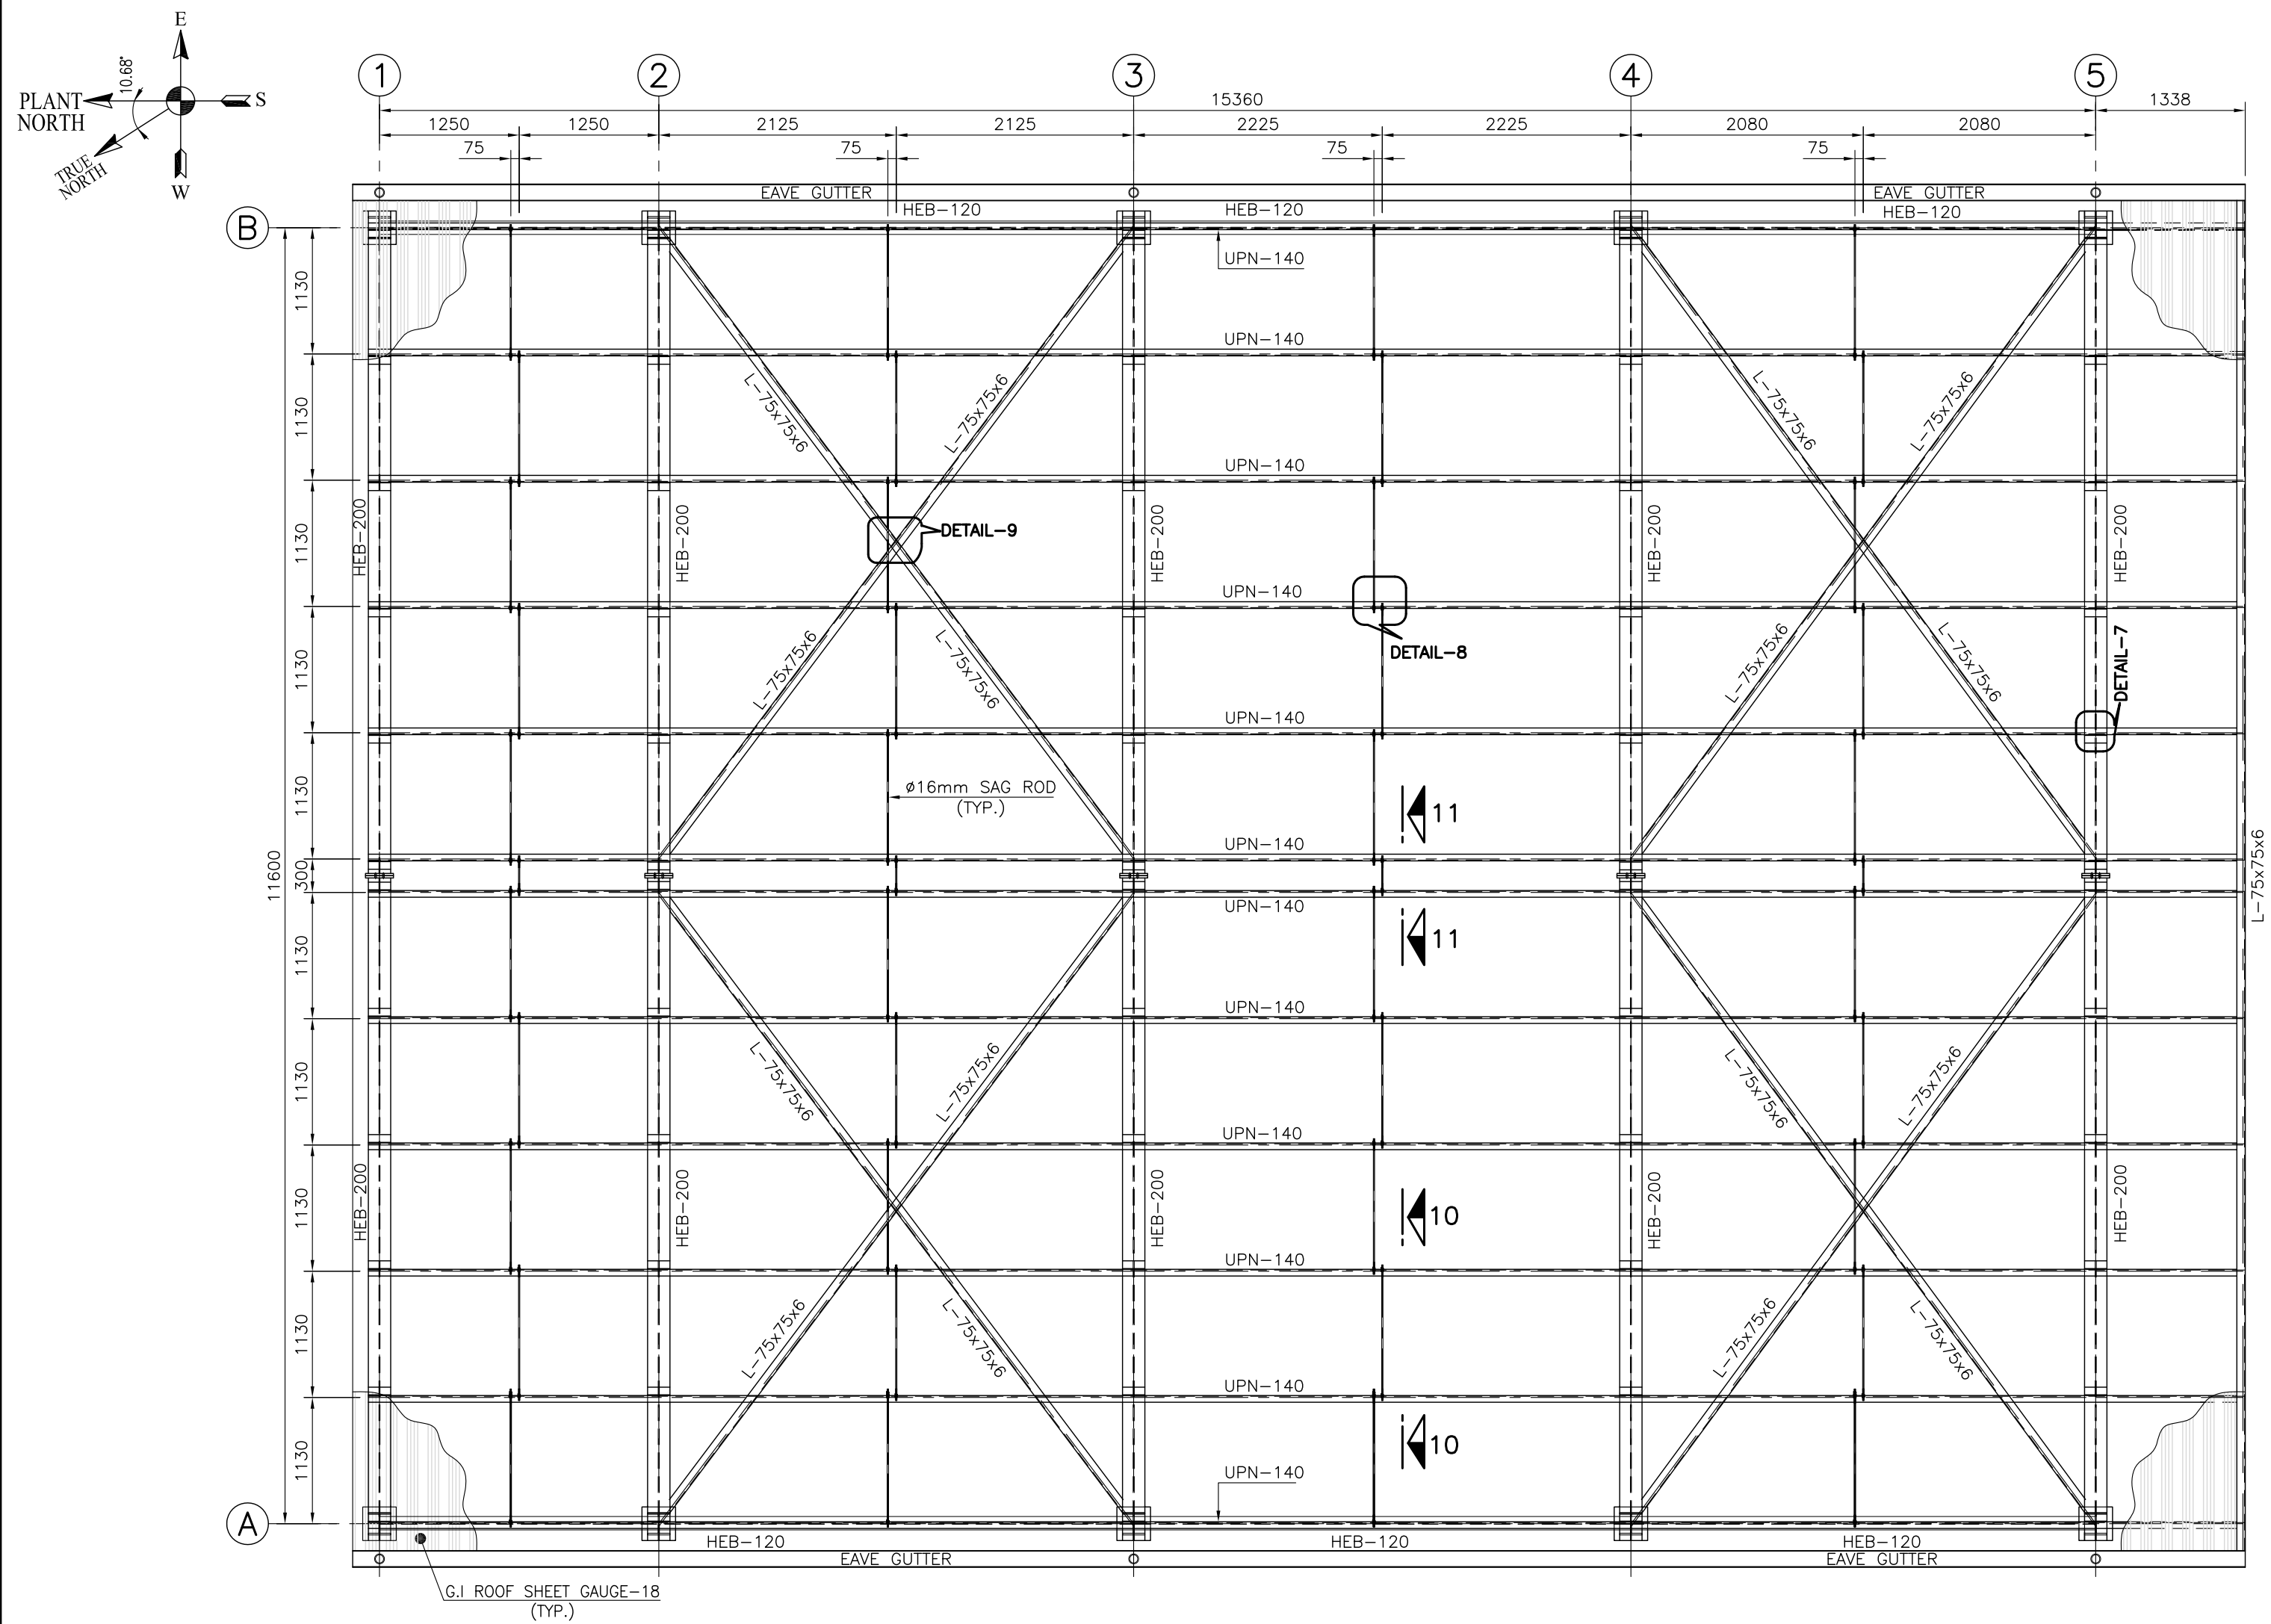 E
PLANT
NORTH
10.68°
S
TRUE
NORTH
W
1
2
3
4
5
15360
1338
1250
1250
2125
2125
2225
2225
2080
2080
75
75
75
75
EAVE GUTTER
EAVE GUTTER
HEB-120
HEB-120
HEB-120
B
UPN-140
1130
UPN-140
1130
L-75x75x6
L-75x75x6
L-75x75x6
L-75x75x6
UPN-140
1130
HEB-200
HEB-200
HEB-200
HEB-200
HEB-200
DETAIL-9
UPN-140
DETAIL-8
DETAIL-7
1130
L-75x75x6
L-75x75x6
L-75x75x6
L-75x75x6
UPN-140
1130
ø16mm SAG ROD
(TYP.)
11
UPN-140
11600
300
L-75x75x6
UPN-140
11
1130
UPN-140
1130
L-75x75x6
L-75x75x6
L-75x75x6
L-75x75x6
UPN-140
1130
HEB-200
HEB-200
HEB-200
HEB-200
HEB-200
10
UPN-140
1130
L-75x75x6
L-75x75x6
L-75x75x6
L-75x75x6
UPN-140
1130
10
UPN-140
A
HEB-120
HEB-120
HEB-120
EAVE GUTTER
EAVE GUTTER
G.I ROOF SHEET GAUGE-18
(TYP.)